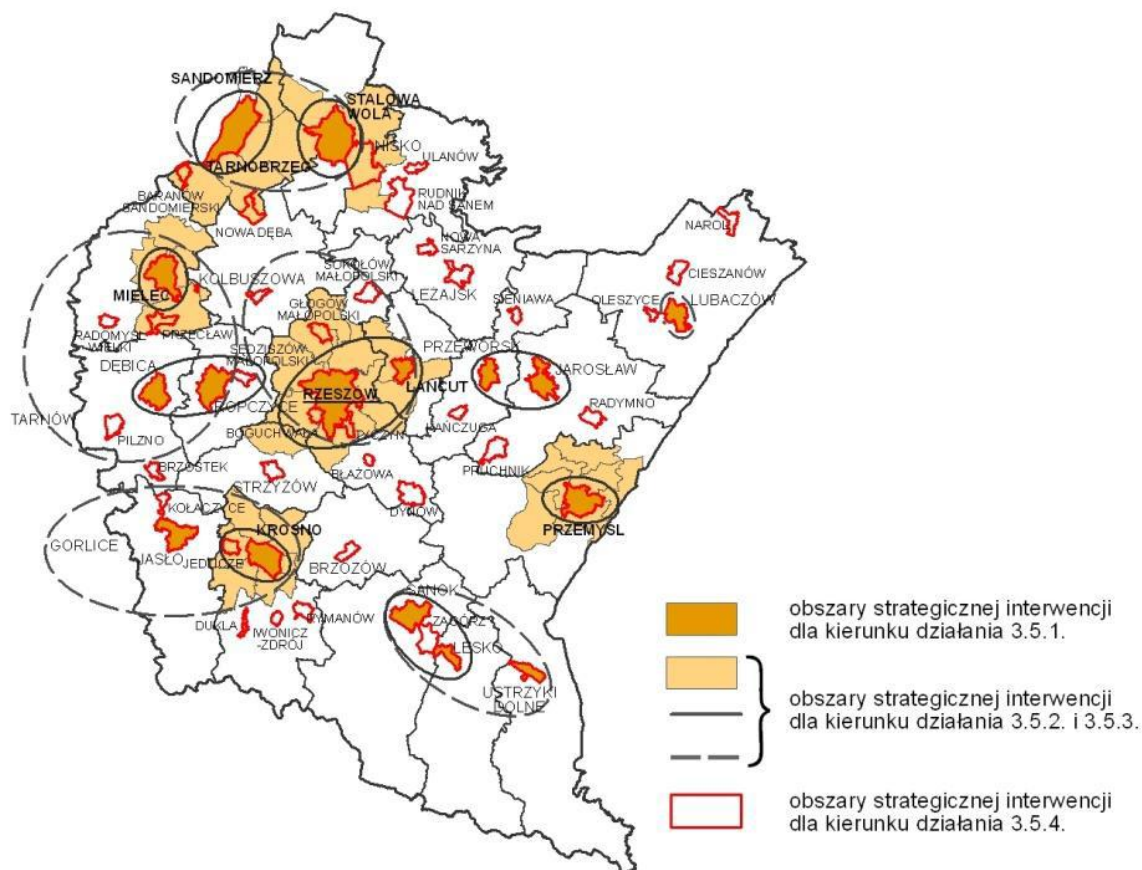 SANDOMIERZ
STALOWA
WOLA
NISKO
ULANÓW
TARNOBRZEG
BARANÓW
SANDOMIERSKI
RUDNIK
NAD SANEM
NOWA DĘBA
NOWA
SARZYNA
NAROL
CIESZANÓW
KOLBUSZOWA
SOKOŁÓW
MAŁOPOLSKI
LEŻAJSK
SIENIAWA
OLESZYCE
LUBACZÓW
MIELEC
GŁOGÓW
MAŁOPOLSKI
RADOMYŚL
WIELKI
PRZECŁAW
SĘDZISZÓW
MAŁOPOLSKI
PRZEWORSK
DĘBICA
ŁAŃCUT
JAROSŁAW
RZESZÓW
ROPCZYCE
RADYMNO
TARNÓW
PILZNO
BOGUCHWAŁA
TYCZYN
KAŃCZUGA
BRZOSTEK
STRZYŻÓW
BŁAŻOWA
PRUCHNIK
DYNÓW
KOŁACZYCE
KROSNO
PRZEMYŚL
GORLICE
JASŁO
JEDLICZE
BRZOZÓW
SANOK
ZAGÓRZ
DUKLA
IWONICZ
-ZDRÓJ
RYMANÓW
LESKO
USTRZYKI
DOLNE
obszary strategicznej interwencji
dla kierunku działania 3.5.1.
obszary strategicznej interwencji
dla kierunku działania 3.5.2. i 3.5.3.
obszary strategicznej interwencji
dla kierunku działania 3.5.4.